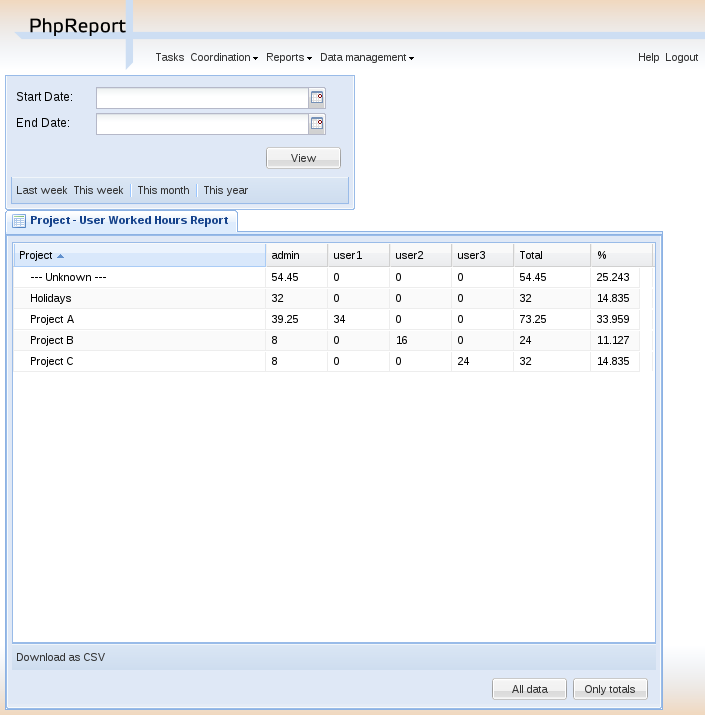 PhpReport
Tasks Coordination Reports Data management Help Logout
Start Date:
End Date:
View
Last week This week This month This year
Project - User Worked Hours Report
Project admin user1 user2 user3 Total %
--- Unknown --- 54.45 0 0 0 54.45 25.243
Holidays 32 0 0 0 32 14.835
Project A 39.25 34 0 0 73.25 33.959
Project B 8 0 16 0 24 11.127
Project C 8 0 0 24 32 14.835
Download as CSV
All data Only totals